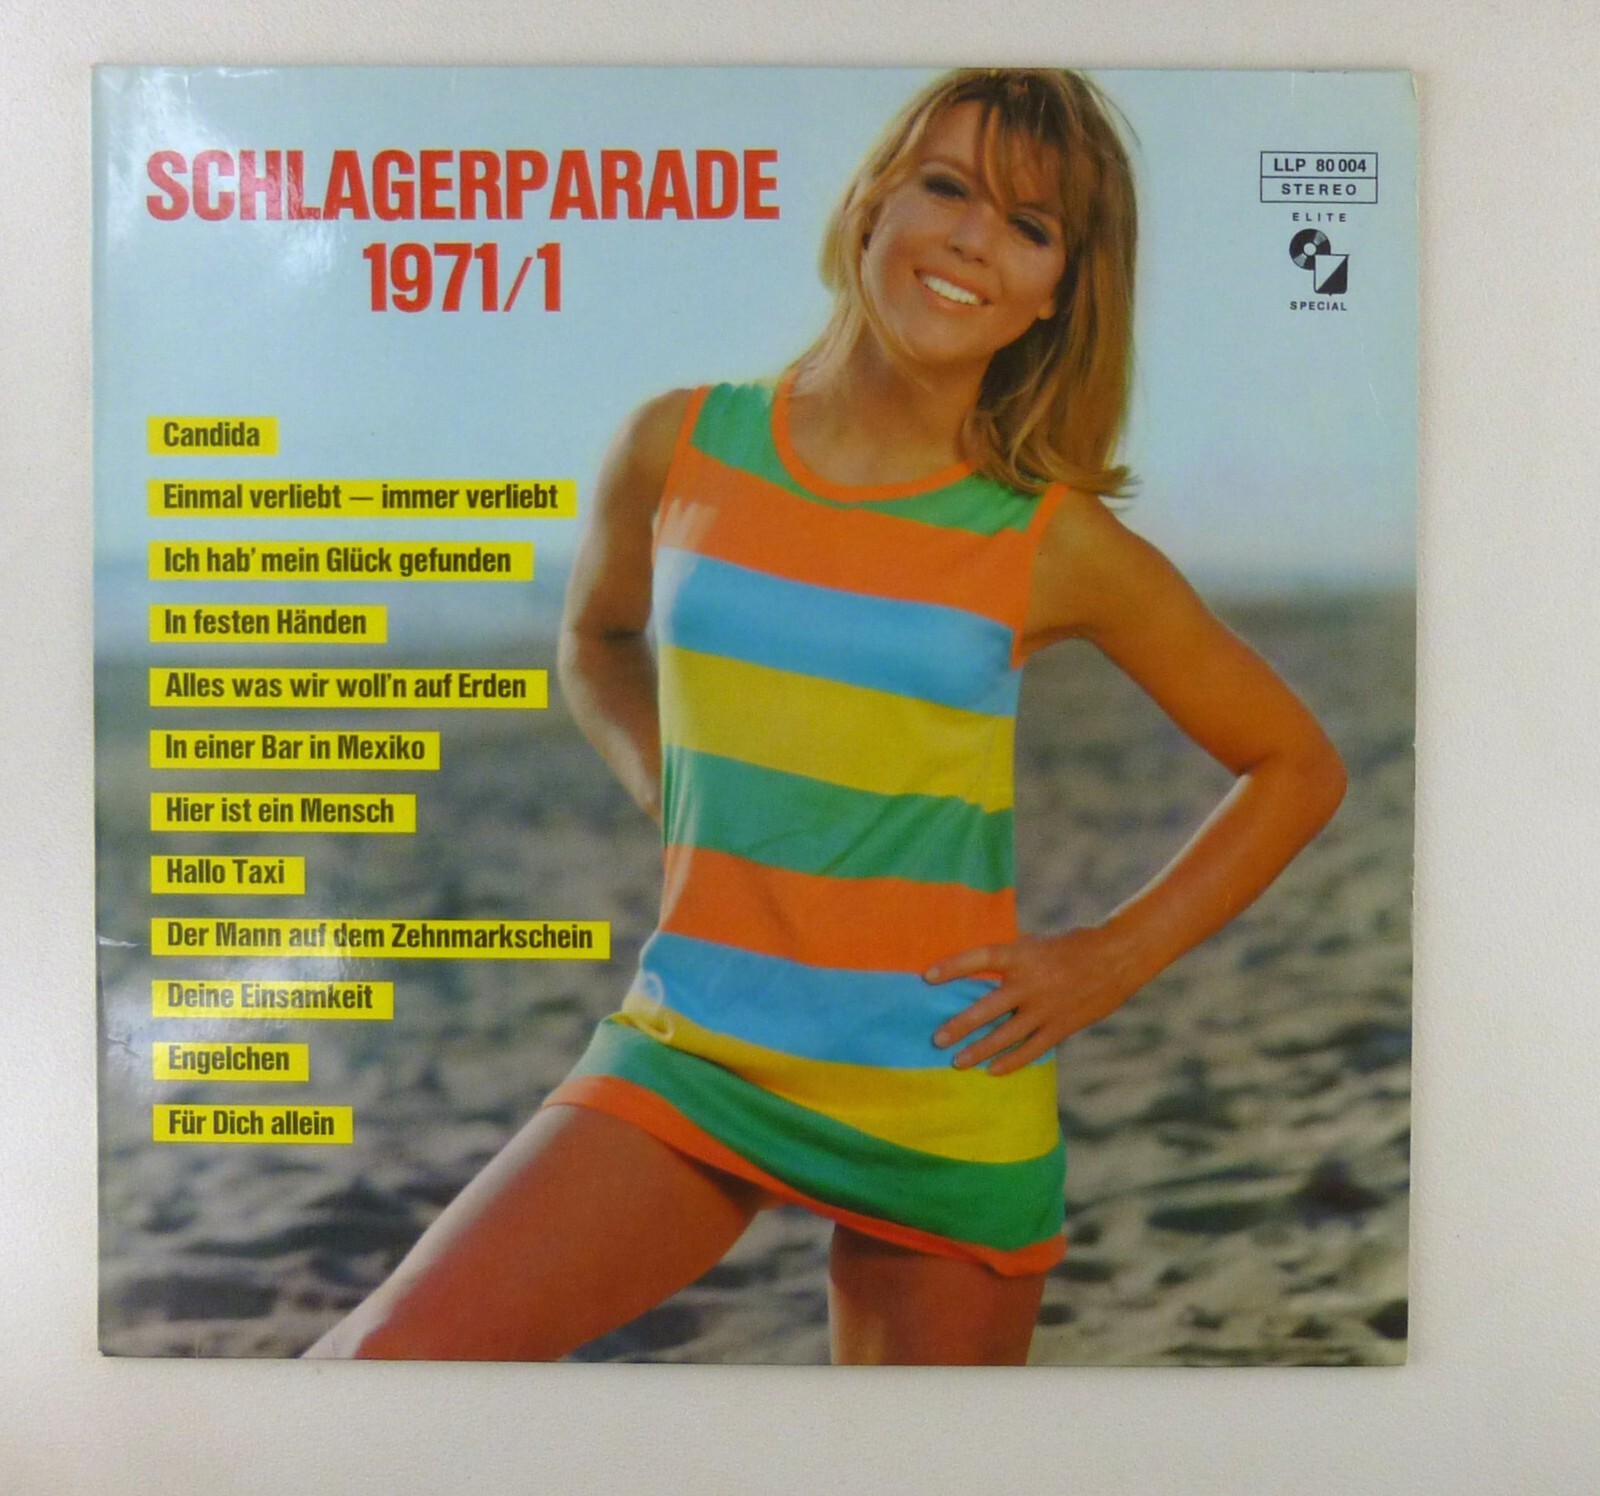 SCHLAGERPARADE
1971/1
LLP 80 004
STEREO
ELITE
SPECIAL
Candida
Einmal verliebt — immer verliebt
Ich hab' mein Glück gefunden
In festen Händen
Alles was wir woll'n auf Erden
In einer Bar in Mexiko
Hier ist ein Mensch
Hallo Taxi
Der Mann auf dem Zehnmarkschein
Deine Einsamkeit
Engelchen
Für Dich allein